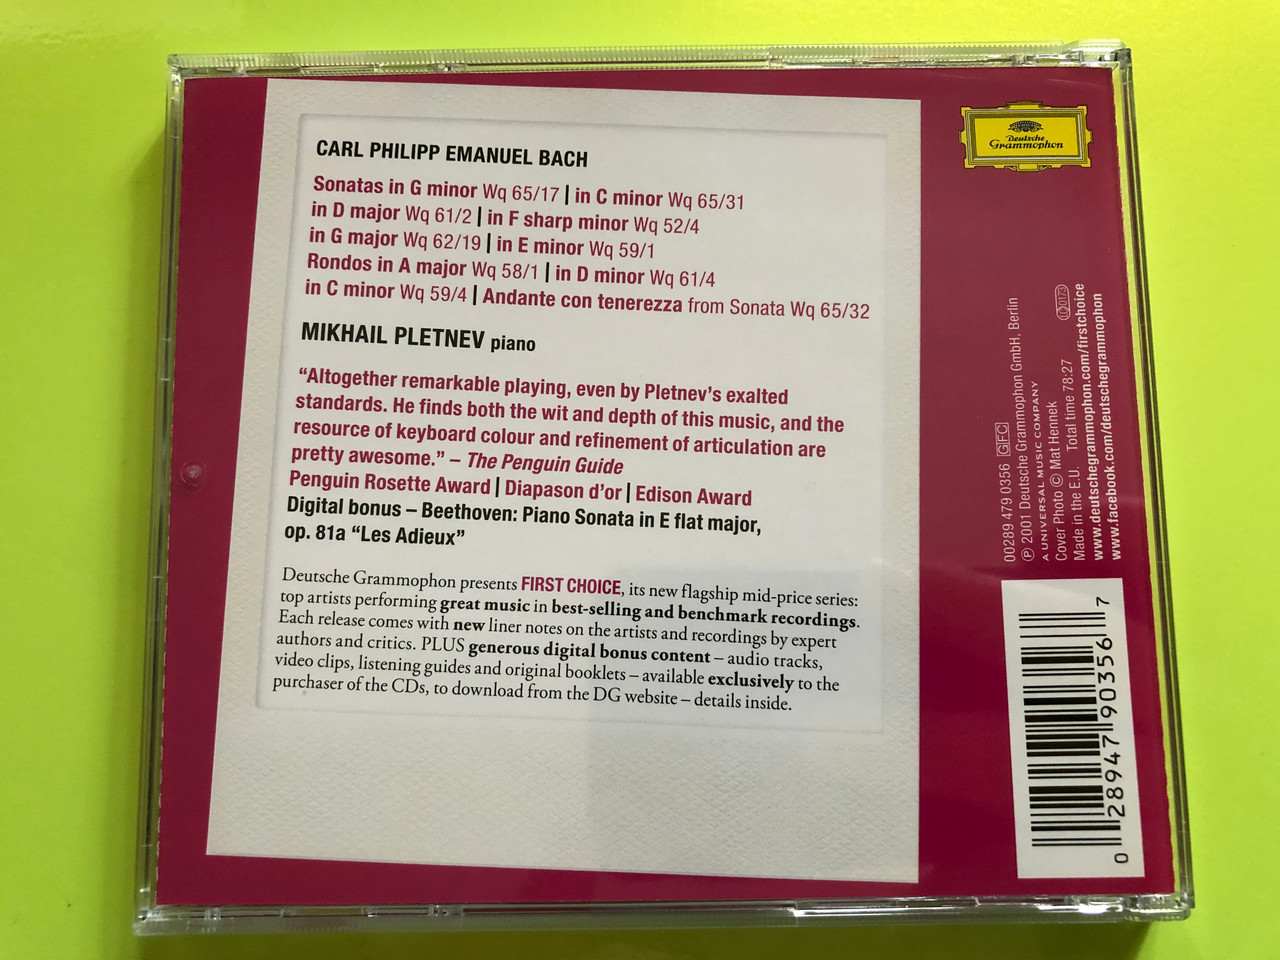 CARL PHILIPP EMANUEL BACH
Sonatas in G minor Wq 65/17 | in C minor Wq 65/31
in D major Wq 61/2 | in F sharp minor Wq 52/4
in G major Wq 62/19 | in E minor Wq 59/1
Rondos in A major Wq 58/1 | in D minor Wq 61/4
in C minor Wq 59/4 | Andante con tenerezza from Sonata Wq 65/32
MIKHAIL PLETNEV piano
“Altogether remarkable playing, even by Pletnev’s exalted
standards. He finds both the wit and depth of this music, and the
resource of keyboard colour and refinement of articulation are
pretty awesome.” – The Penguin Guide
Penguin Rosette Award | Diapason d’or | Edison Award
Digital bonus – Beethoven: Piano Sonata in E flat major,
op. 81a “Les Adieux”
Deutsche Grammophon presents FIRST CHOICE, its new flagship mid-price series:
top artists performing great music in best-selling and benchmark recordings.
Each release comes with new liner notes on the artists and recordings by expert
authors and critics. PLUS generous digital bonus content – audio tracks,
video clips, listening guides and original booklets – available exclusively to the
purchaser of the CDs, to download from the DG website – details inside.
Deutsche
Grammophon
00289 479 0356 GFC
℗ 2001 Deutsche Grammophon GmbH, Berlin
A UNIVERSAL MUSIC COMPANY
Cover Photo © Mat Hennek
Made in the E.U. Total time 78:27
www.deutschegrammophon.com/firstchoice
www.facebook.com/deutschegrammophon
0 28947 90356 7